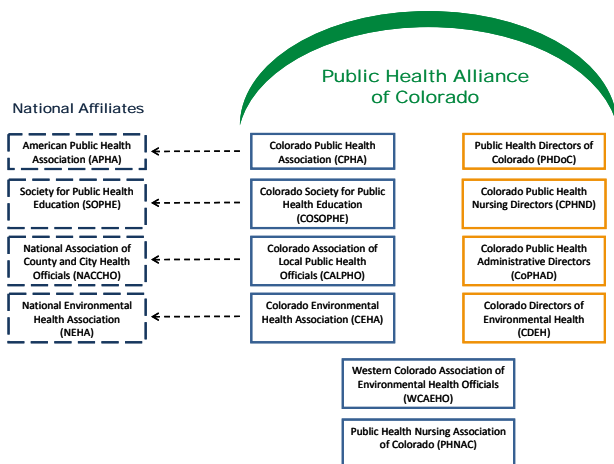 Public Health Alliance
of Colorado
National Affiliates
American Public Health
Association (APHA)
Colorado Public Health
Association (CPHA)
Public Health Directors of
Colorado (PHDoC)
Society for Public Health
Education (SOPHE)
Colorado Society for Public
Health Education
(COSOPHE)
Colorado Public Health
Nursing Directors (CPHND)
National Association of
County and City Health
Officials (NACCHO)
Colorado Association of
Local Public Health
Officials (CALPHO)
Colorado Public Health
Administrative Directors
(CoPHAD)
National Environmental
Health Association
(NEHA)
Colorado Environmental
Health Association (CEHA)
Colorado Directors of
Environmental Health
(CDEH)
Western Colorado Association of
Environmental Health Officials
(WCAEHO)
Public Health Nursing Association
of Colorado (PHNAC)